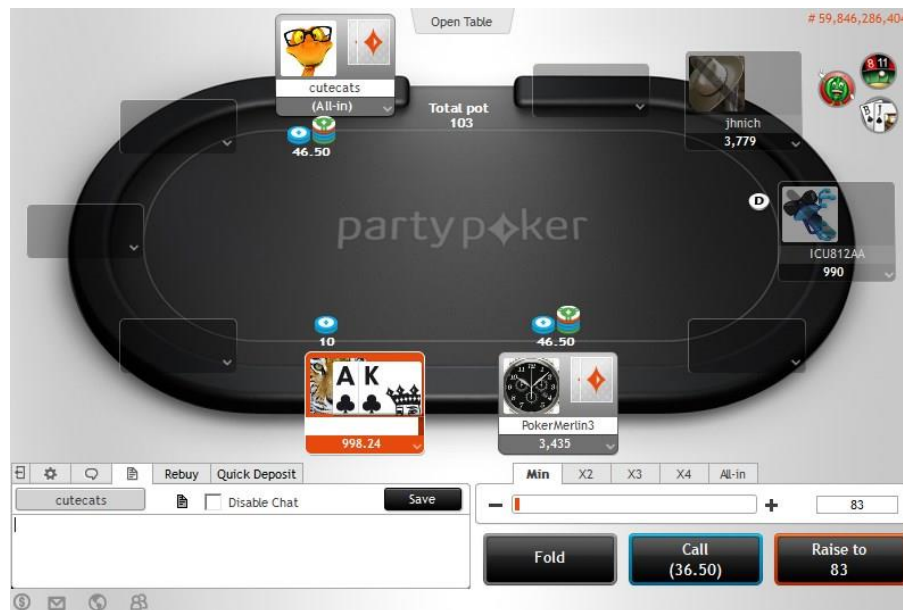 Open Table
# 59,846,286,404
cutecats
(All-in)
Total pot
103
8 11
B J
46.50
jhnich
3,779
D
partypoker
ICU812AA
990
10
46.50
A K
PokerMerlin3
998.24
3,435
Rebuy Quick Deposit
Min X2 X3 X4 All-in
cutecats
Disable Chat
Save
83
Fold
Call
(36.50)
Raise to
83